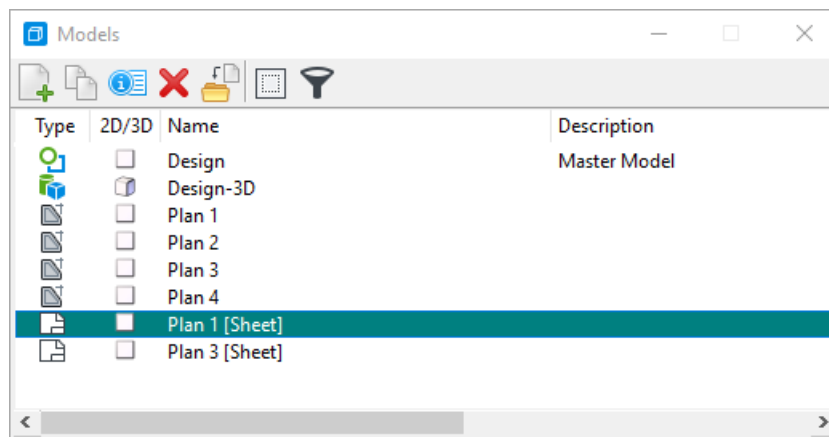 Models
Type 2D/3D Name Description
Design Master Model
Design-3D
Plan 1
Plan 2
Plan 3
Plan 4
Plan 1 [Sheet]
Plan 3 [Sheet]